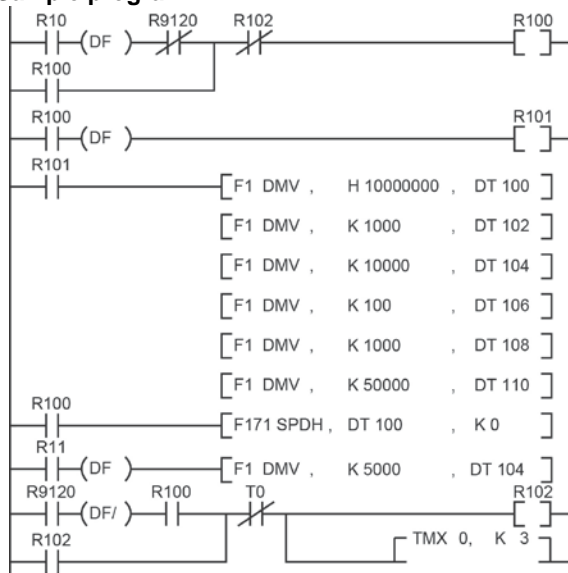 R10 R9120 R102 R100
(DF )
R100
R100 R101
(DF )
R101
F1 DMV , H 10000000 , DT 100
F1 DMV , K 1000 , DT 102
F1 DMV , K 10000 , DT 104
F1 DMV , K 100 , DT 106
F1 DMV , K 1000 , DT 108
F1 DMV , K 50000 , DT 110
R100
F171 SPDH , DT 100 , K 0
R11
(DF ) F1 DMV , K 5000 , DT 104
R9120 R100 T0 R102
(DF/ )
R102
TMX 0, K 3